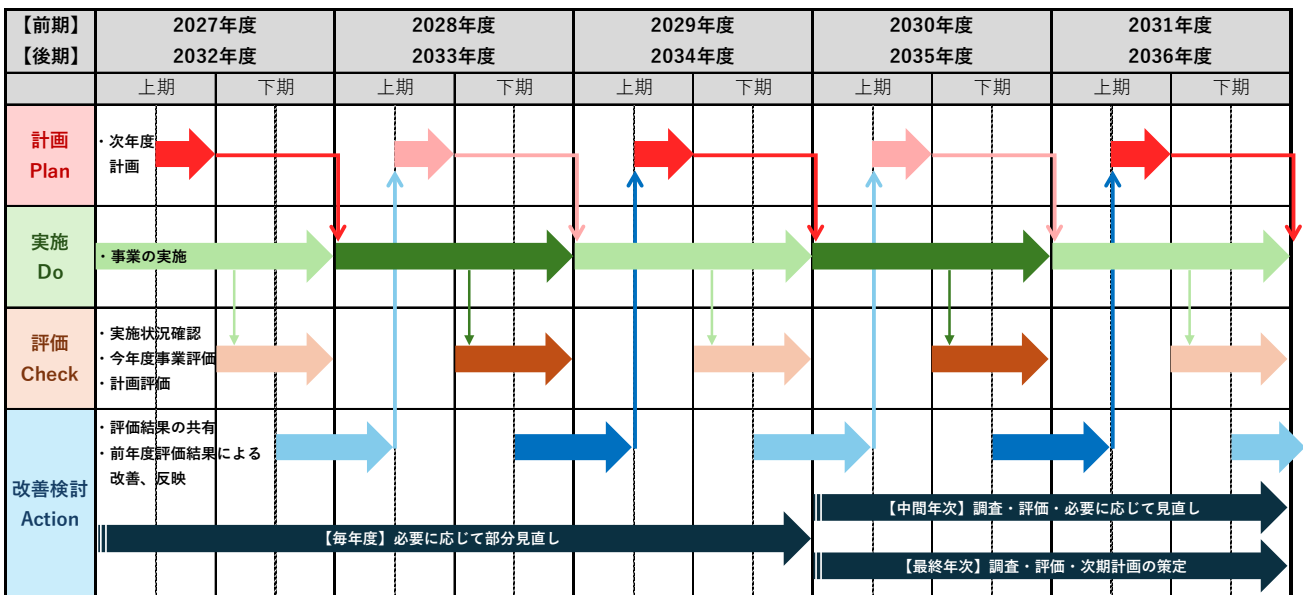 【前期】 2027年度 2028年度 2029年度 2030年度 2031年度
【後期】 2032年度 2033年度 2034年度 2035年度 2036年度
上期 下期 上期 下期 上期 下期 上期 下期 上期 下期
計画
Plan
・次年度
計画
実施
Do
・事業の実施
評価
Check
・実施状況確認
・今年度事業評価
・計画評価
改善検討
Action
・評価結果の共有
・前年度評価結果による
改善、反映
【中間年次】調査・評価・必要に応じて見直し
【毎年度】必要に応じて部分見直し
【最終年次】調査・評価・次期計画の策定